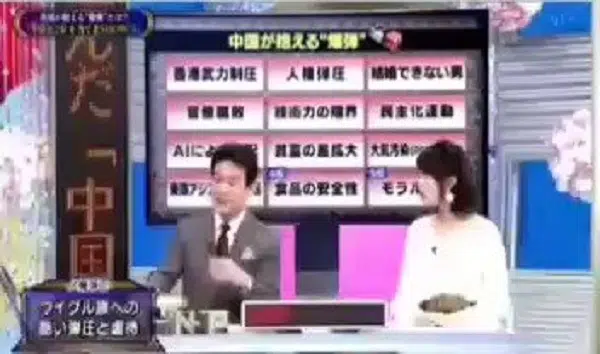 中国が抱える"爆弾"
香港武力制圧
人権弾圧
結婚できない男
官僚腐敗
技術力の限界
民主化運動
AIによ
貧富の差拡大
大気汚染
東南アジ
食品の安全性
モラル
んだ「中国
ウイグル族への
酷い弾圧と虐待